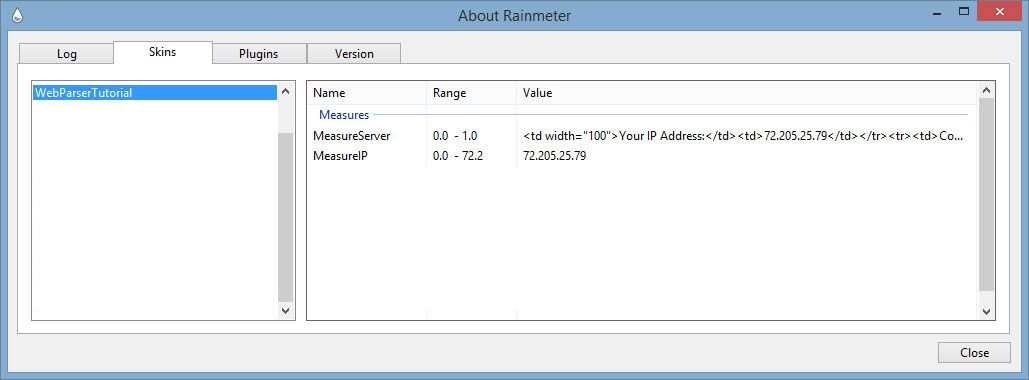 About Rainmeter
Log Skins Plugins Version
WebParserTutorial
Name Range Value
Measures
MeasureServer 0.0 - 1.0 <td width="100">Your IP Address:</td><td>72.205.25.79</td></tr><tr><td>Co...
MeasureIP 0.0 - 72.2 72.205.25.79
Close